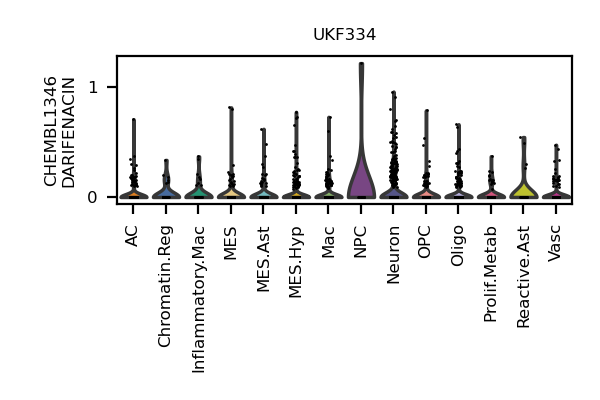 UKF334
CHEMBL1346
DARIFENACIN
1
0
AC
Chromatin.Reg
Inflammatory.Mac
MES
MES.Ast
MES.Hyp
Mac
NPC
Neuron
OPC
Oligo
Prolif.Metab
Reactive.Ast
Vasc